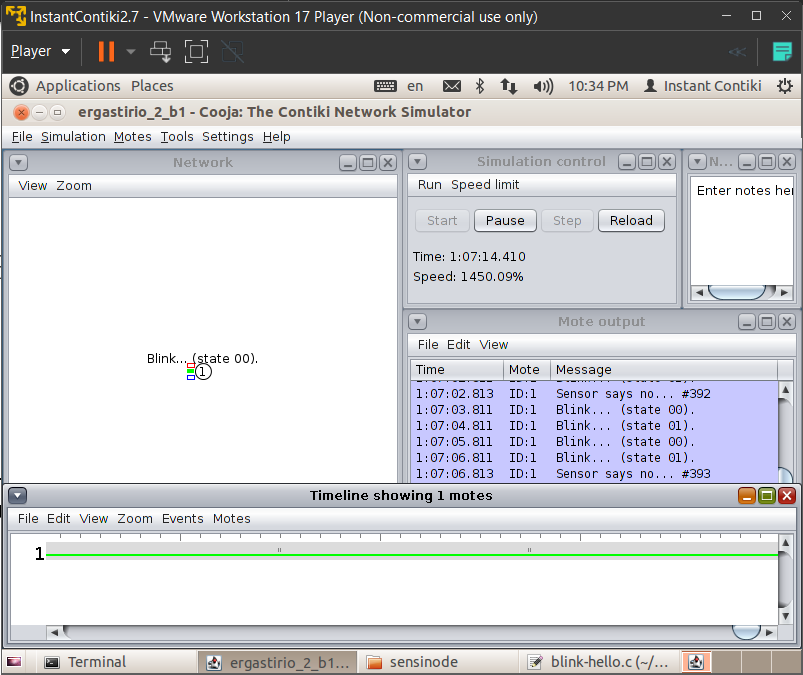 InstantContiki2.7 - VMware Workstation 17 Player (Non-commercial use only)
Player
Applications Places en 10:34 PM Instant Contiki
ergastirio_2_b1 - Cooja: The Contiki Network Simulator
File Simulation Motes Tools Settings Help
Network
View Zoom
Blink... (state 00).
1
Simulation control
Run Speed limit
Start Pause Step Reload
Time: 1:07:14.410
Speed: 1450.09%
N...
Enter notes her
Mote output
File Edit View
Time Mote Message
1:07:02.813 ID:1 Sensor says no... #392
1:07:03.811 ID:1 Blink... (state 00).
1:07:04.811 ID:1 Blink... (state 01).
1:07:05.811 ID:1 Blink... (state 00).
1:07:06.811 ID:1 Blink... (state 01).
1:07:06.813 ID:1 Sensor says no... #393
Timeline showing 1 motes
File Edit View Zoom Events Motes
1
Terminal ergastirio_2_b1... sensinode blink-hello.c (~/...